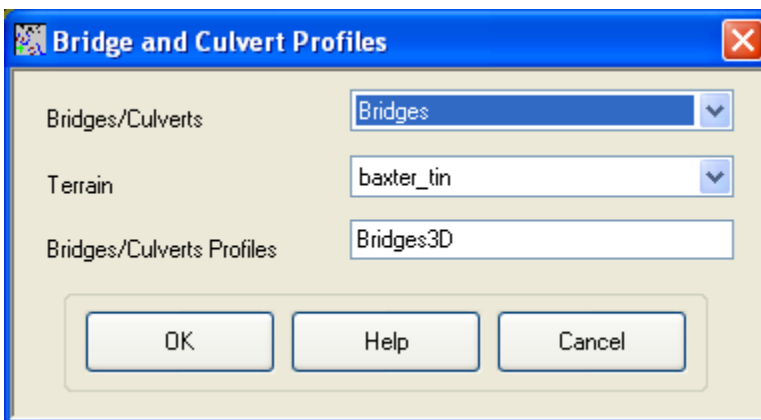 Bridge and Culvert Profiles
Bridges/Culverts Bridges
Terrain baxter_tin
Bridges/Culverts Profiles Bridges3D
OK Help Cancel